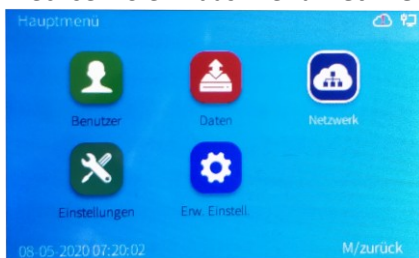 Hauptmenü
Benutzer
Daten
Netzwerk
Einstellungen
Erw. Einstell.
08-05-2020 07:20:02
M/zurück